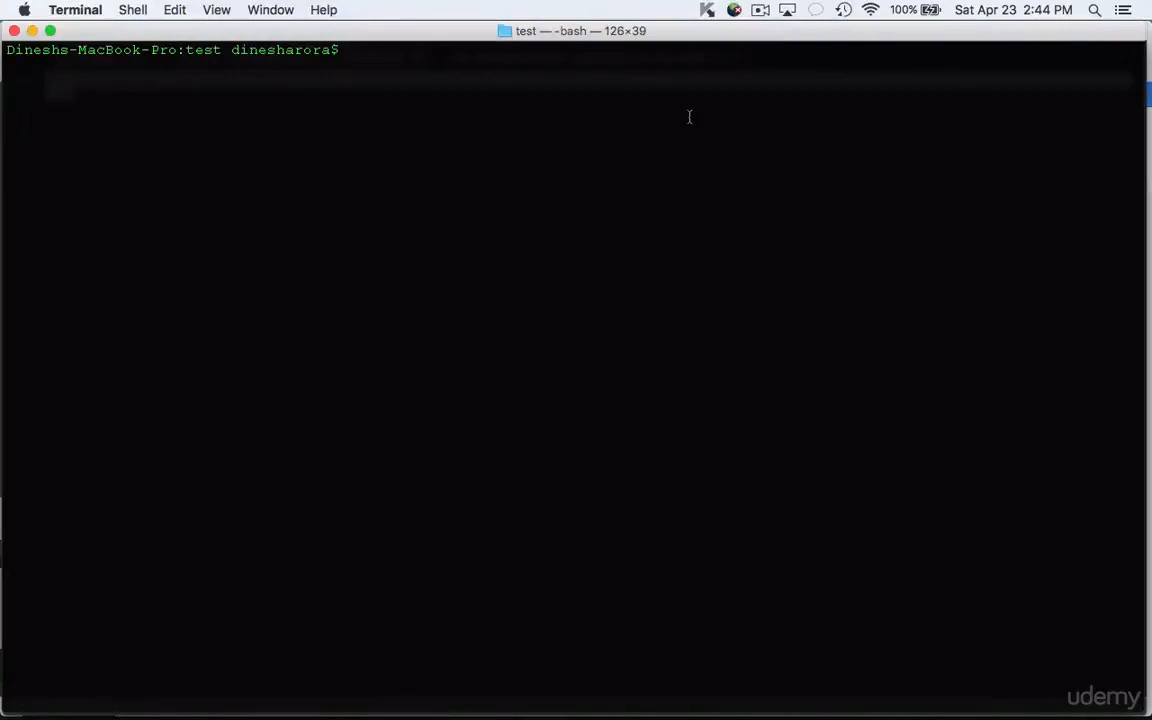 Terminal Shell Edit View Window Help 100% Sat Apr 23 2:44 PM
test — -bash — 126×39
Dineshs-MacBook-Pro:test dinesharora$
udemy